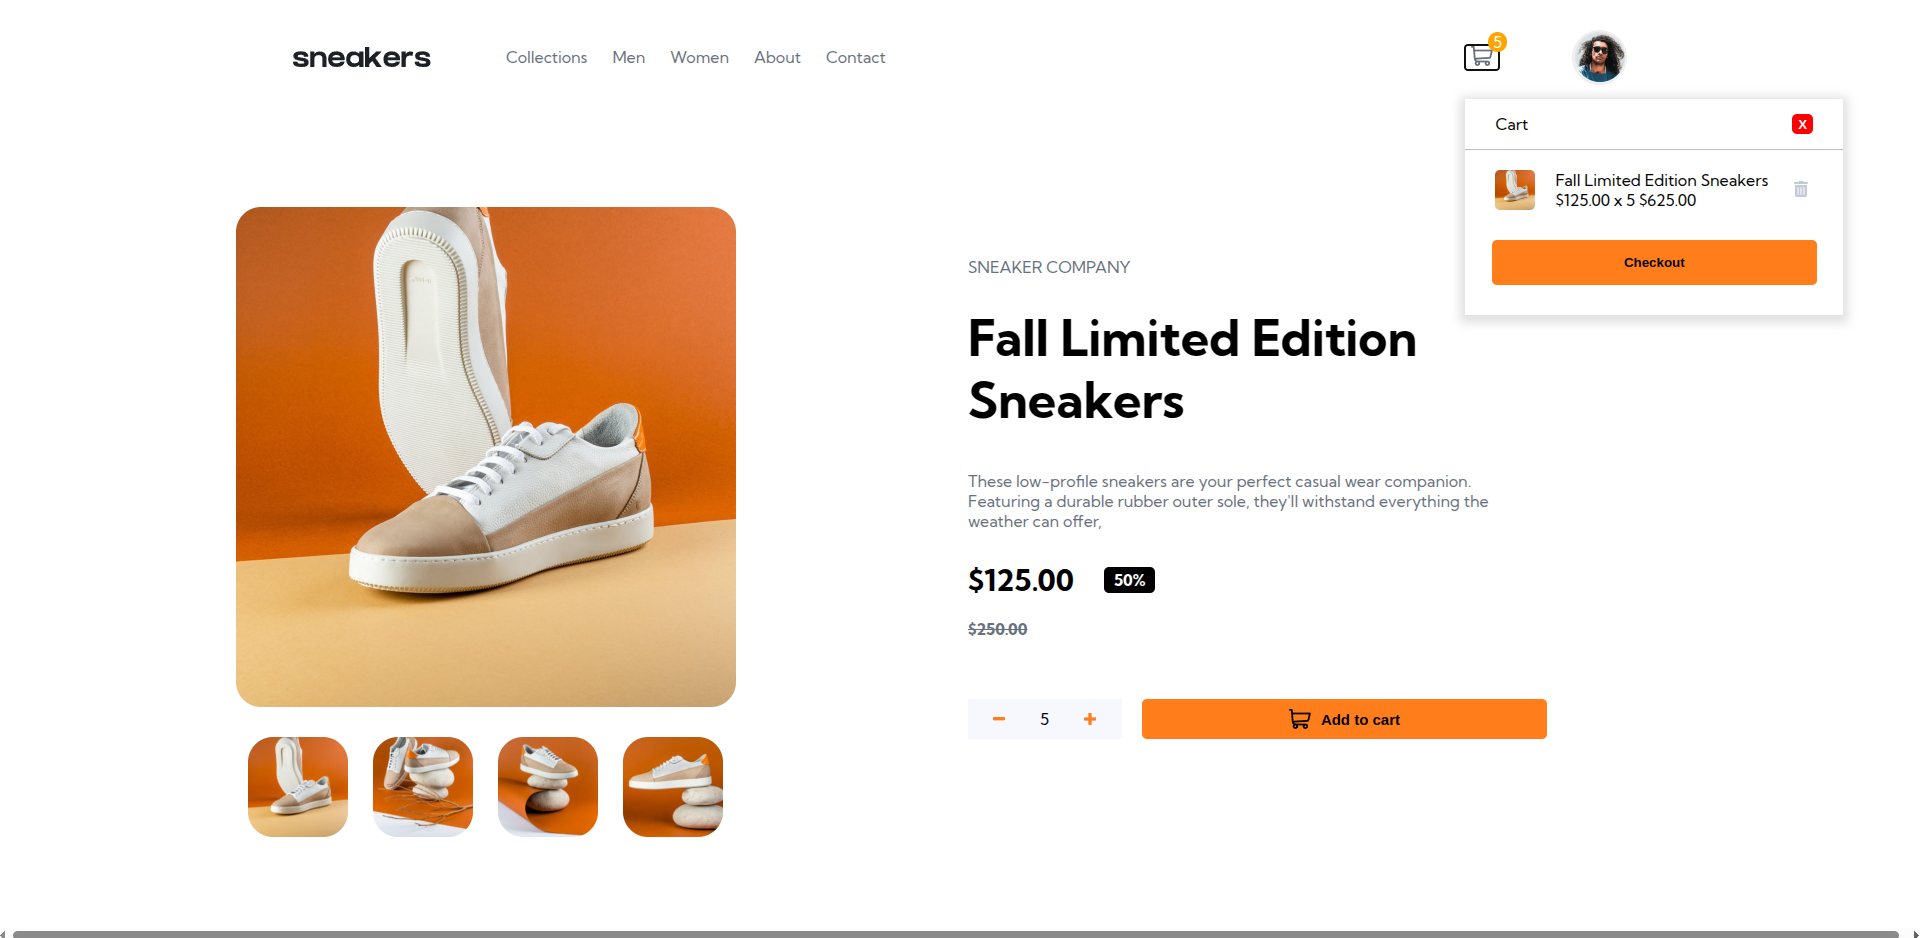 sneakers
Collections Men Women About Contact
5
Cart
X
Fall Limited Edition Sneakers
$125.00 x 5 $625.00
Checkout
SNEAKER COMPANY
Fall Limited Edition
Sneakers
These low-profile sneakers are your perfect casual wear companion.
Featuring a durable rubber outer sole, they'll withstand everything the
weather can offer,
$125.00 50%
$250.00
5
Add to cart